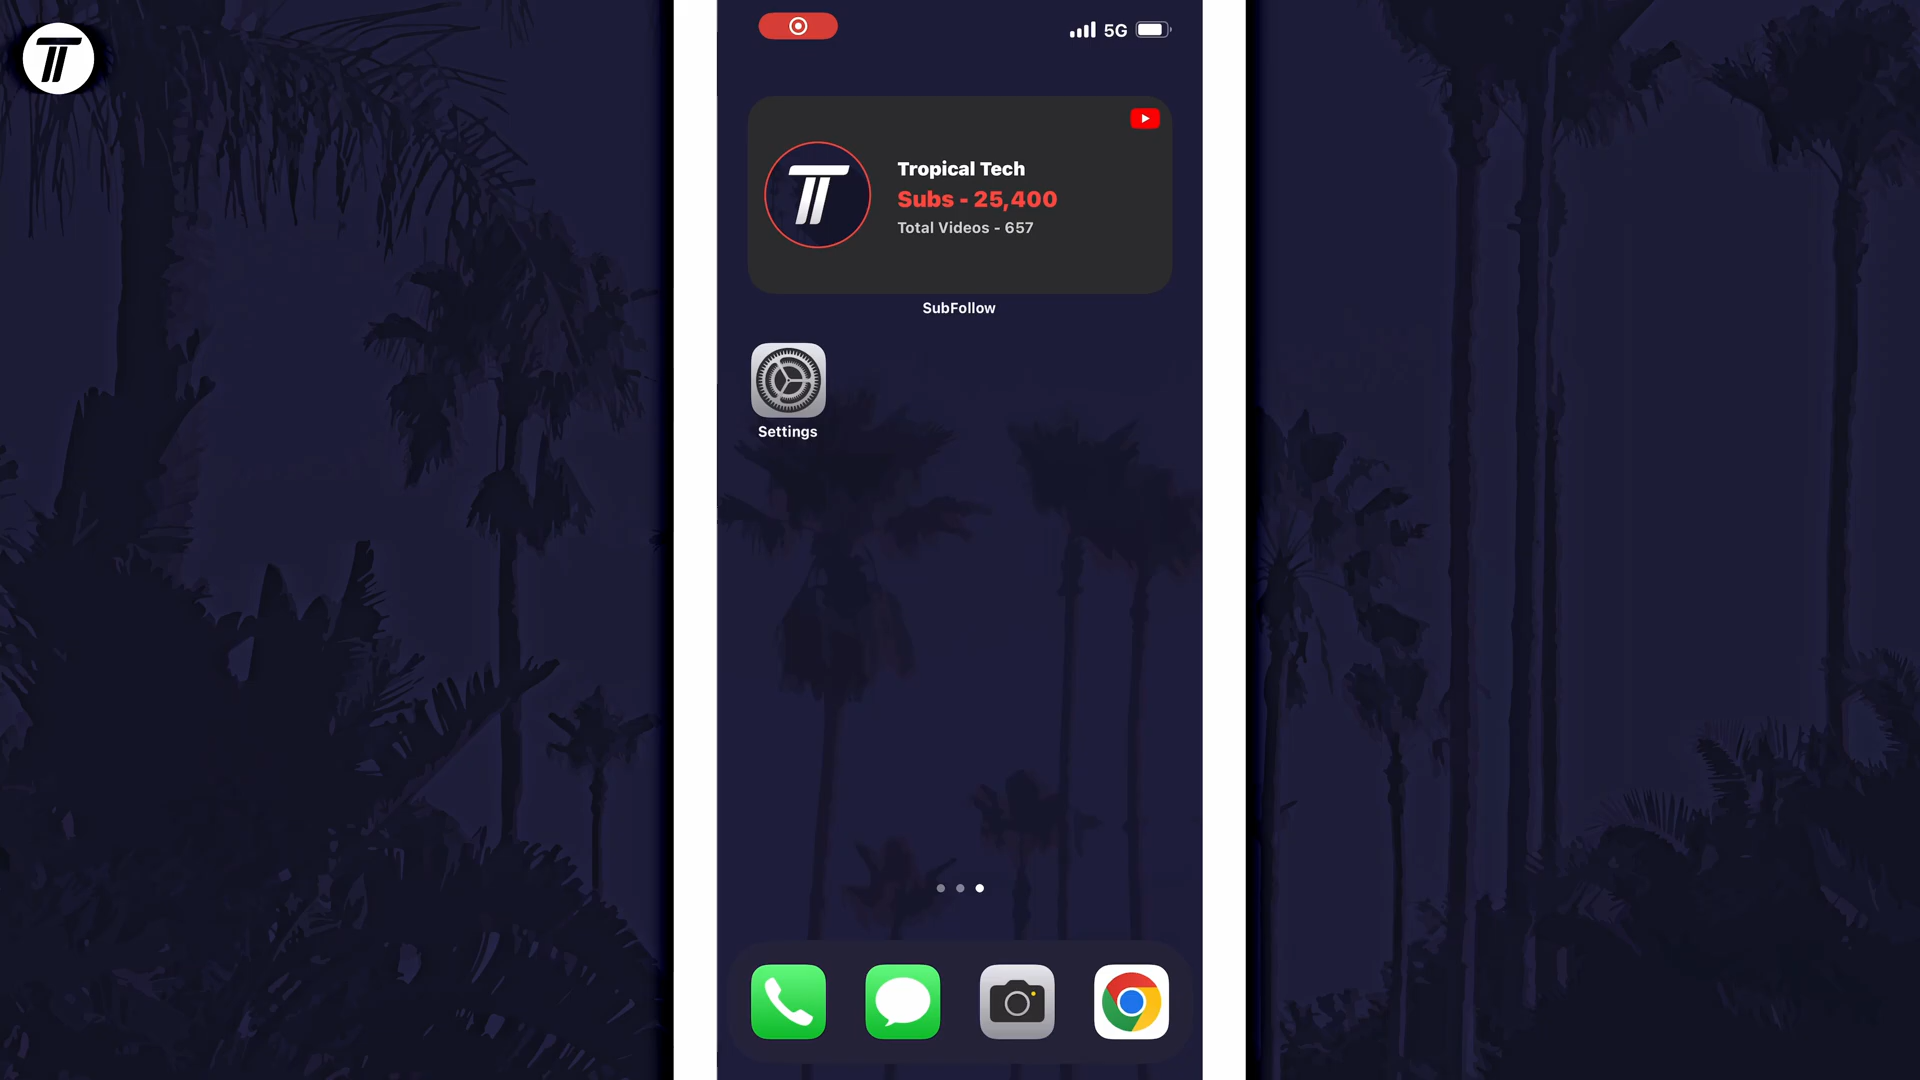 5G
Tropical Tech
Subs - 25,400
Total Videos - 657
SubFollow
Settings